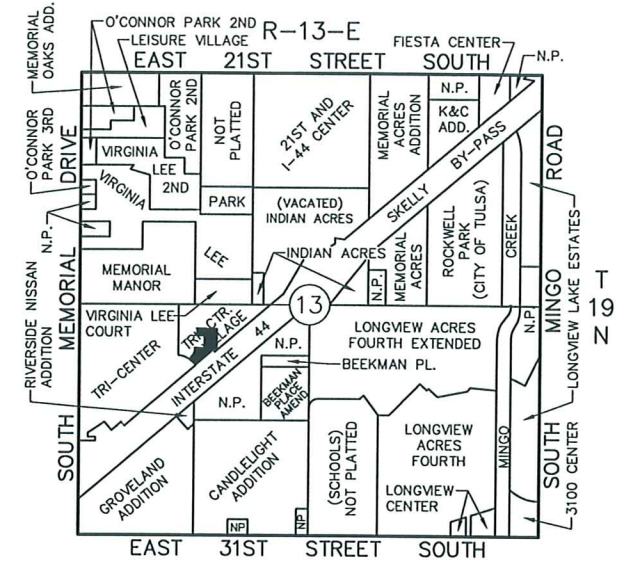 MEMORIAL OAKS ADD.
O'CONNOR PARK 2ND
LEISURE VILLAGE
R-13-E
FIESTA CENTER
N.P.
EAST 21ST STREET SOUTH
O'CONNOR PARK 2ND
NOT PLATTED
21ST AND I-44 CENTER
MEMORIAL ACRES ADDITION
N.P.
K&C ADD.
SKELLY BY-PASS
O'CONNOR PARK 3RD
VIRGINIA
LEE 2ND
VIRGINIA
N.P.
PARK
(VACATED)
INDIAN ACRES
LEE
INDIAN ACRES
N.P.
MEMORIAL ACRES
ROCKWELL PARK (CITY OF TULSA)
CREEK
MEMORIAL MANOR
13
SOUTH MEMORIAL DRIVE
SOUTH MINGO ROAD
LONGVIEW LAKE ESTATES
T
19
N
VIRGINIA LEE COURT
RIVERSIDE NISSAN ADDITION
TRI-CENTER
TRI-CTR. VILLAGE
INTERSTATE 44
N.P.
N.P.
LONGVIEW ACRES
FOURTH EXTENDED
BEEKMAN PL.
BEEKMAN PLACE AMEND
N.P.
GROVELAND ADDITION
CANDLELIGHT ADDITION
(SCHOOLS) NOT PLATTED
LONGVIEW
ACRES
FOURTH
MINGO
LONGVIEW
CENTER
3100 CENTER
NP
NP
EAST 31ST STREET SOUTH